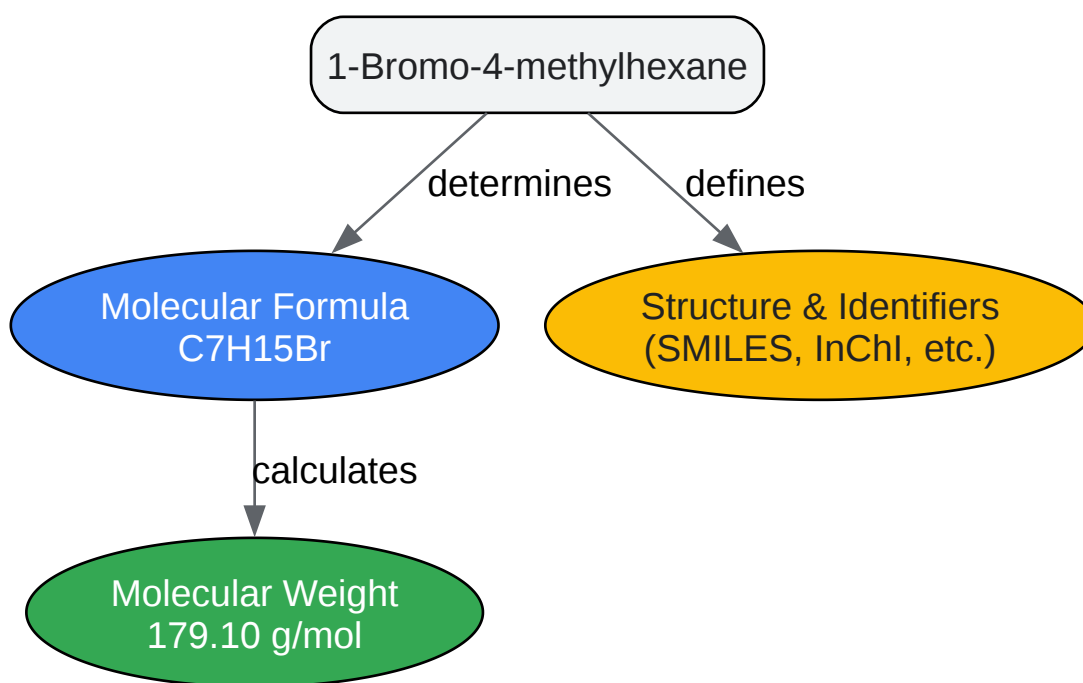 1-Bromo-4-methylhexane
determines
defines
Molecular Formula
C7H15Br
Structure & Identifiers
(SMILES, InChI, etc.)
calculates
Molecular Weight
179.10 g/mol